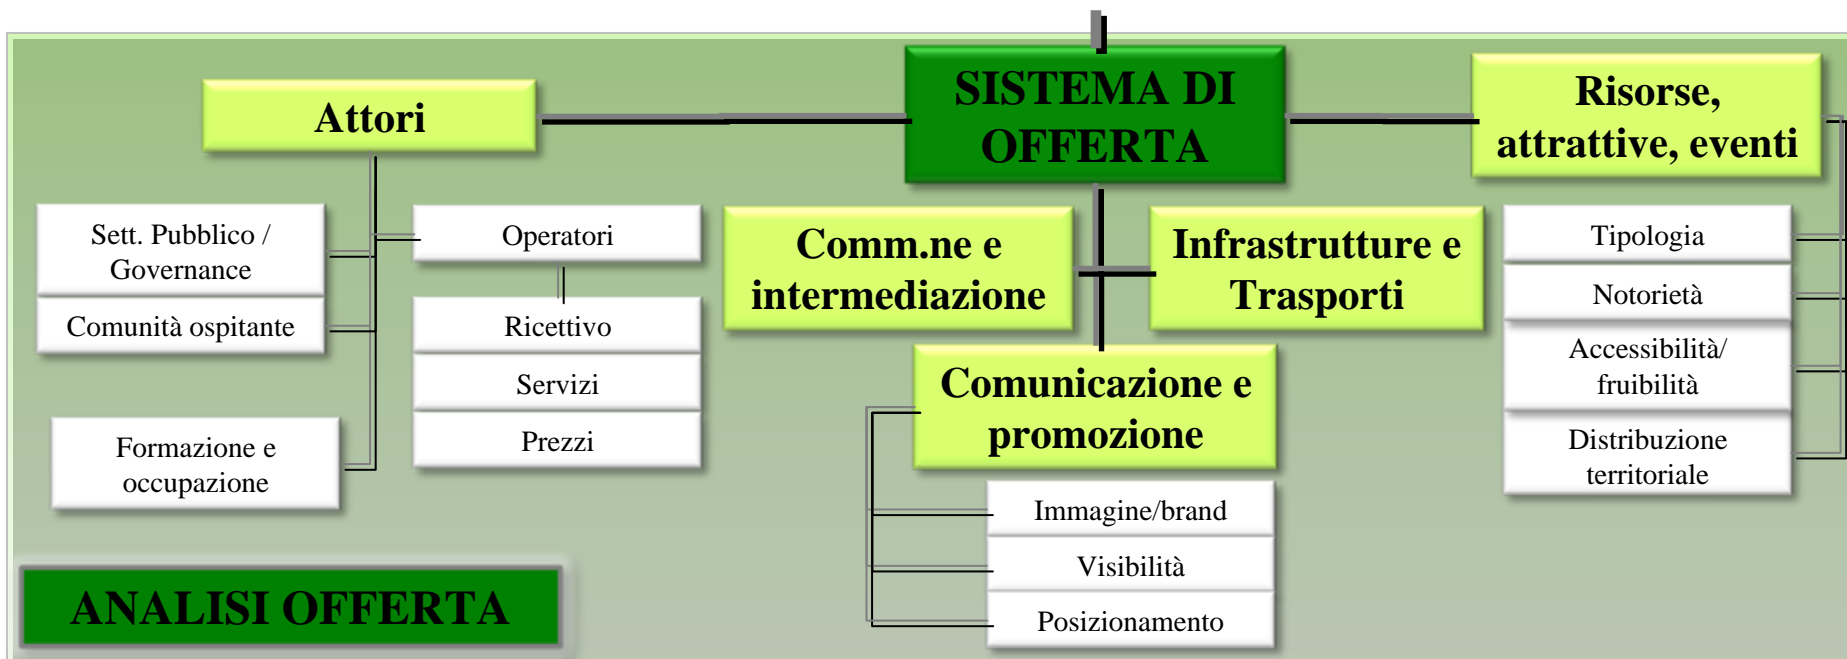 SISTEMA DI
OFFERTA
Attori
Sett. Pubblico /
Governance
Comunità ospitante
Formazione e
occupazione
Operatori
Ricettivo
Servizi
Prezzi
Comm.ne e
intermediazione
Infrastrutture e
Trasporti
Comunicazione e
promozione
Immagine/brand
Visibilità
Posizionamento
Risorse,
attrattive, eventi
Tipologia
Notorietà
Accessibilità/
fruibilità
Distribuzione
territoriale
ANALISI OFFERTA